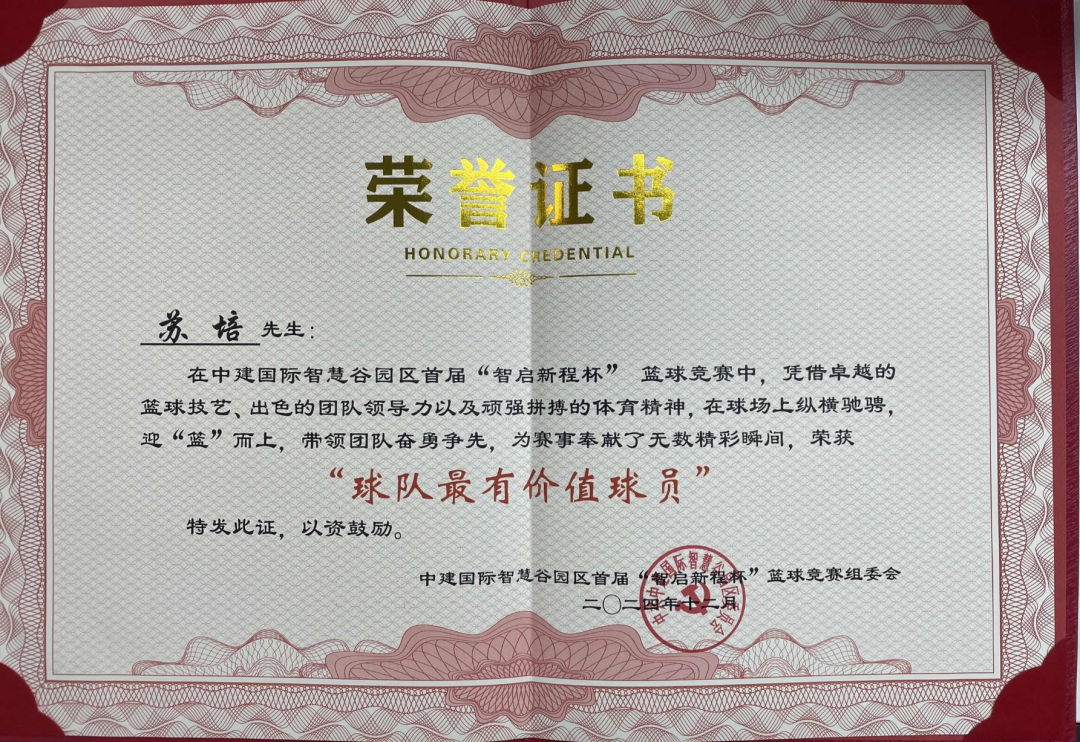 荣誉证书
HONORARY CREDENTIAL
苏 培 先生：
在中建国际智慧谷园区首届“智启新程杯” 篮球竞赛中，凭借卓越的
篮球技艺、出色的团队领导力以及顽强拼搏的体育精神，在球场上纵横驰骋，
迎“篮”而上，带领团队奋勇争先，为赛事奉献了无数精彩瞬间，荣获
“球队最有价值球员”
特发此证，以资鼓励。
中建国际智慧谷园区首届“智启新程杯”篮球竞赛组委会
二〇二四年十二月